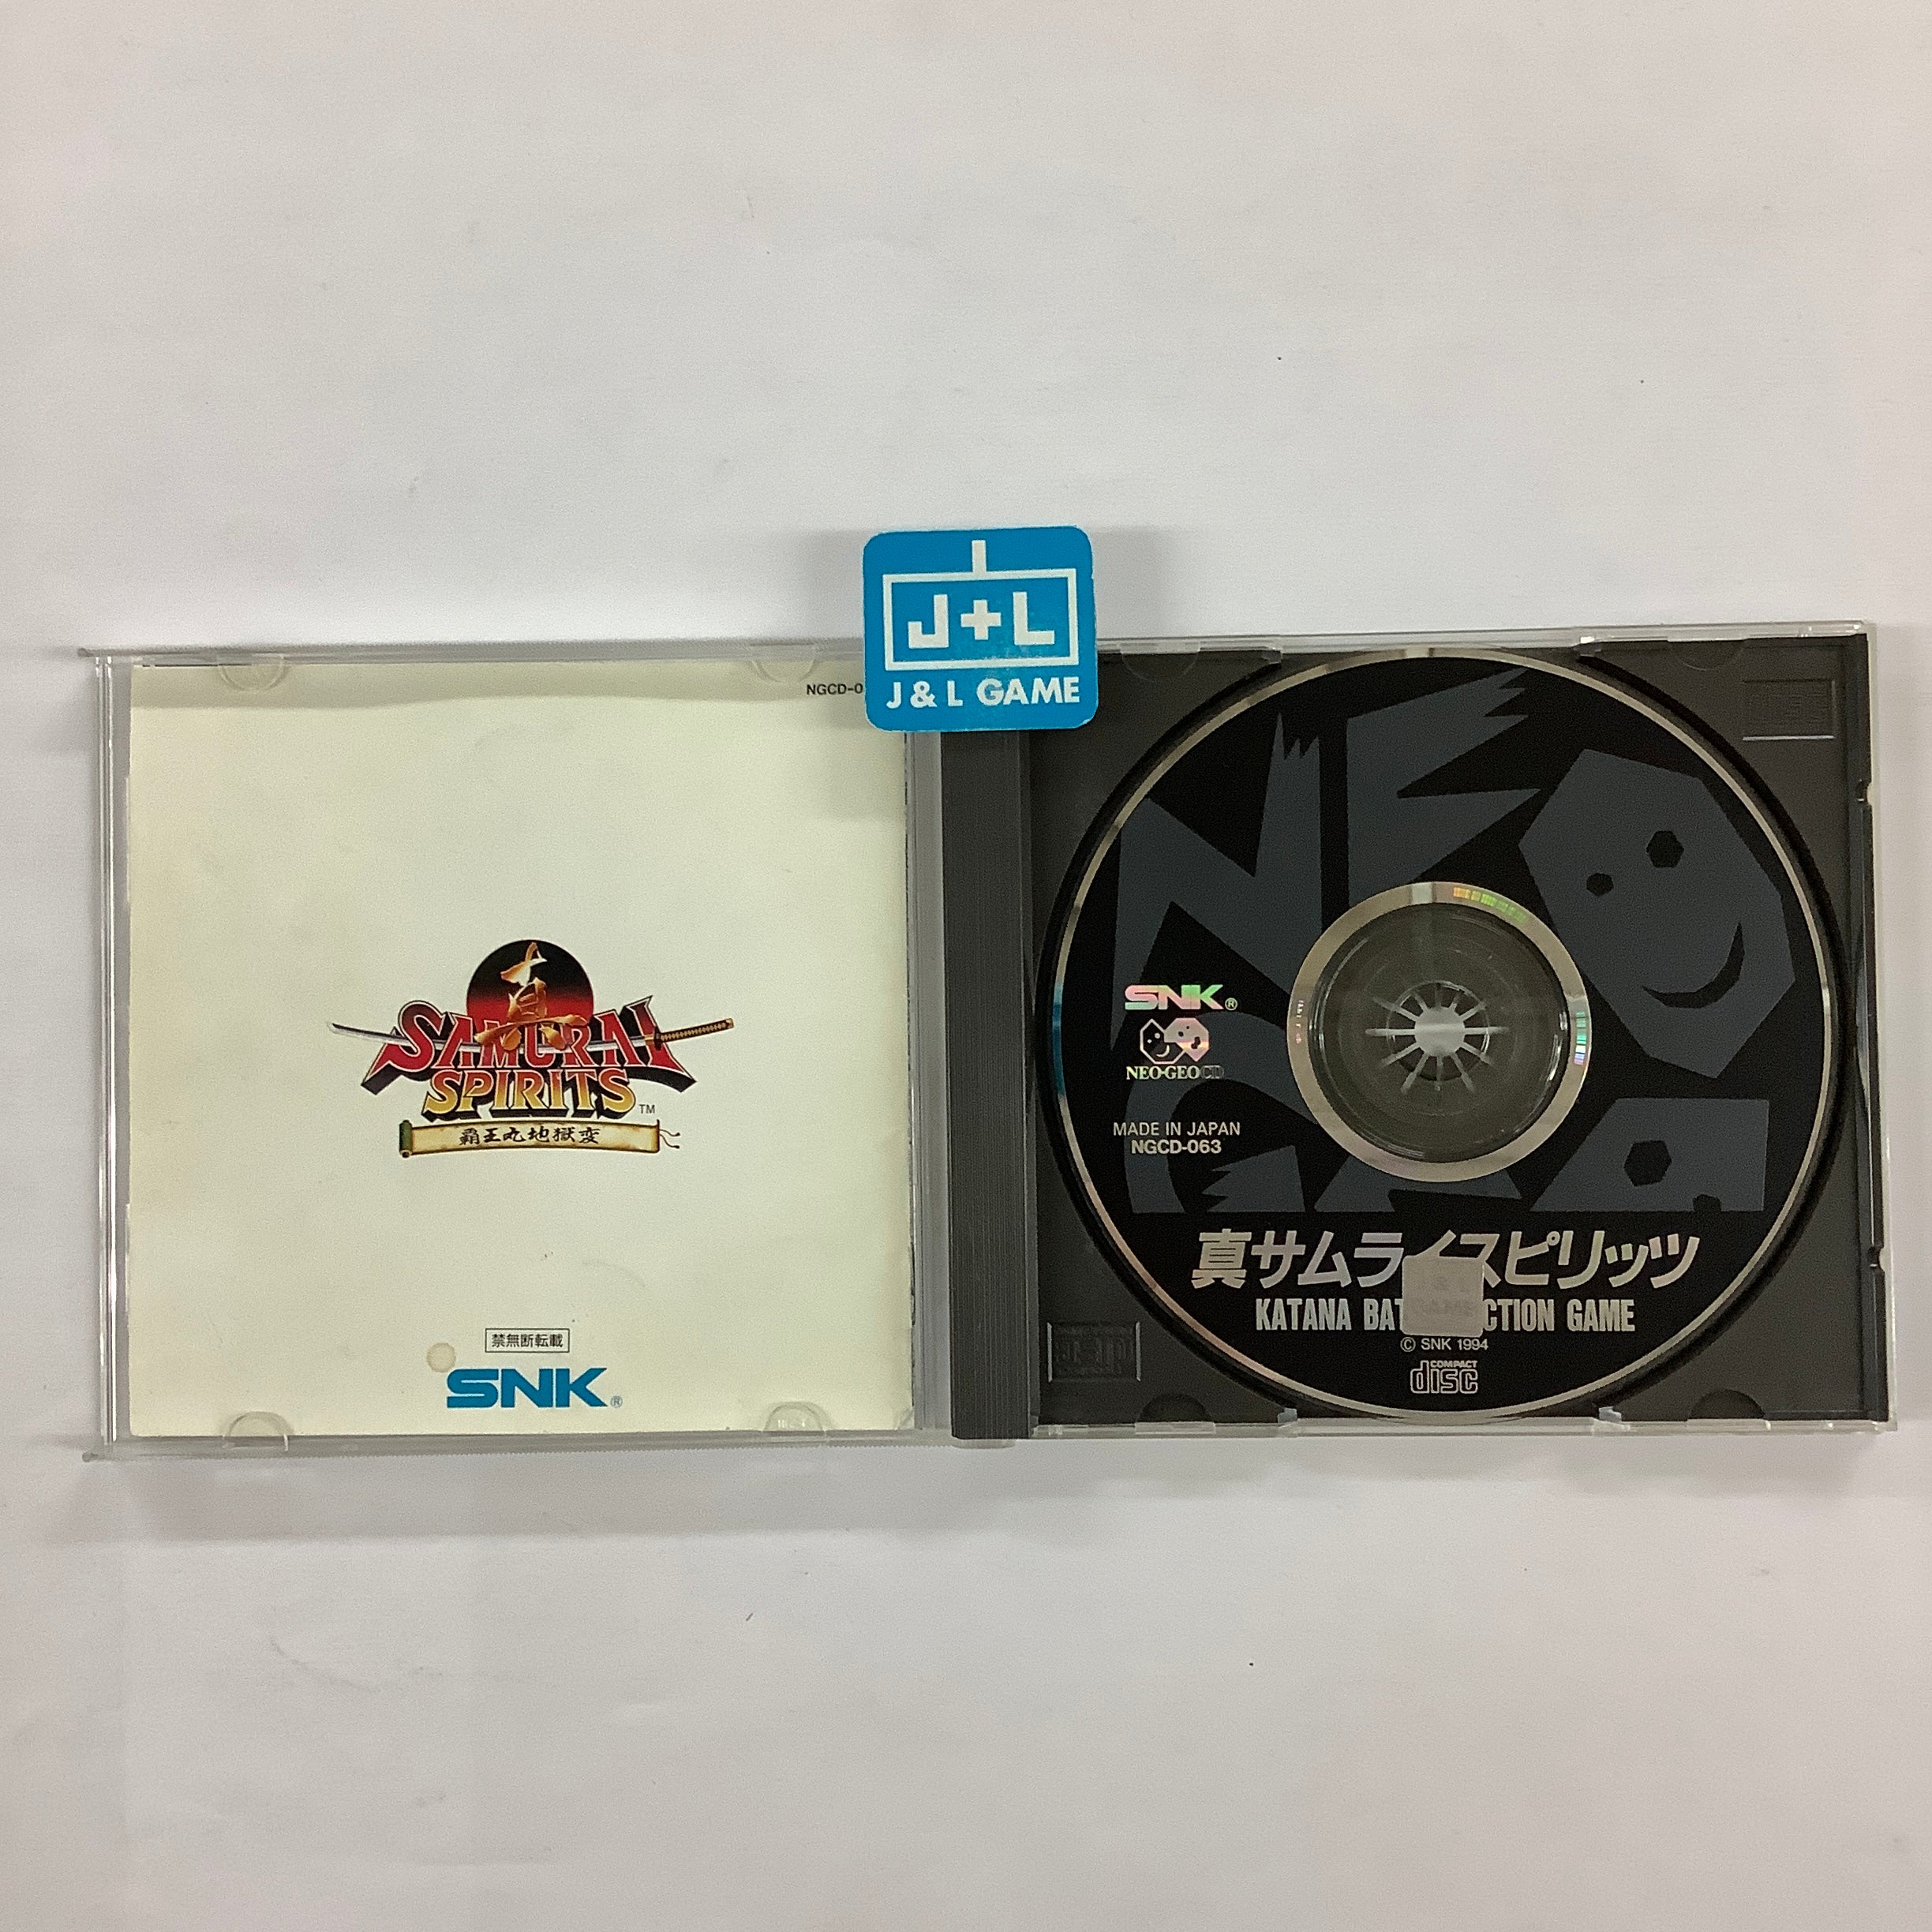 J+L
J & L GAME
NGCD-0
真
SAMURAI
SPIRITS TM
覇王丸地獄変
禁無断転載
SNK ®
NEO
SNK ®
NEO·GEO CD
MADE IN JAPAN
NGCD-063
真サムライスピリッツ
KATANA BAT CTION GAME
© SNK 1994
COMPACT
disc